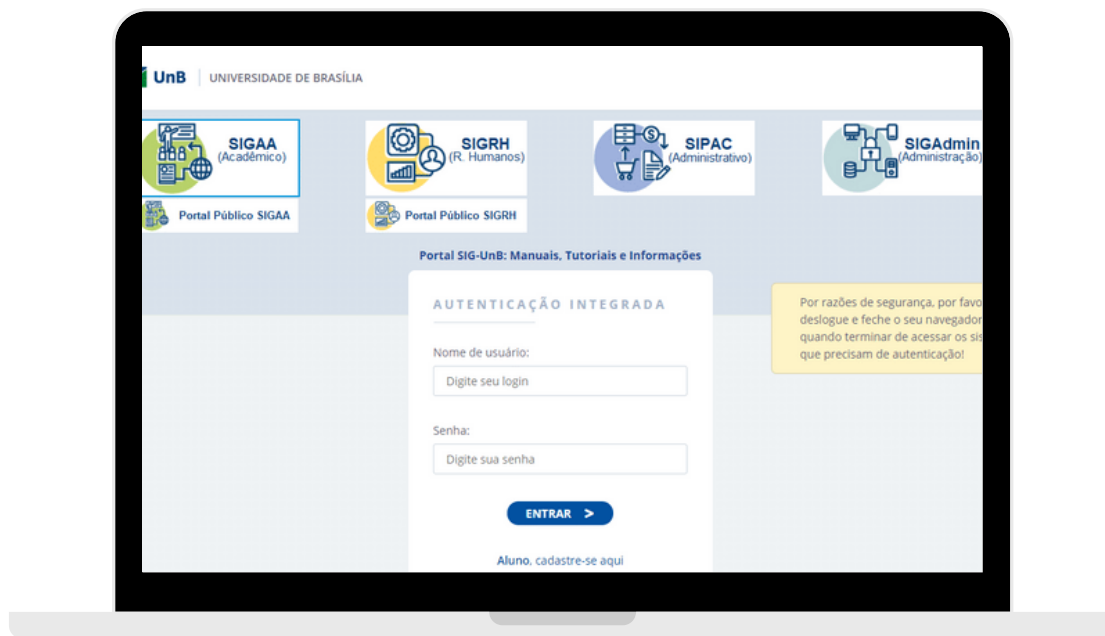 UnB UNIVERSIDADE DE BRASÍLIA
SIGAA
(Acadêmico)
SIGRH
(R. Humanos)
SIPAC
(Administrativo)
SIGAdmin
(Administração)
Portal Público SIGAA
Portal Público SIGRH
Portal SIG-UnB: Manuais, Tutoriais e Informações
AUTENTICAÇÃO INTEGRADA
Por razões de segurança, por favo
deslogue e feche o seu navegador
quando terminar de acessar os sis
que precisam de autenticação!
Nome de usuário:
Digite seu login
Senha:
Digite sua senha
ENTRAR >
Aluno, cadastre-se aqui